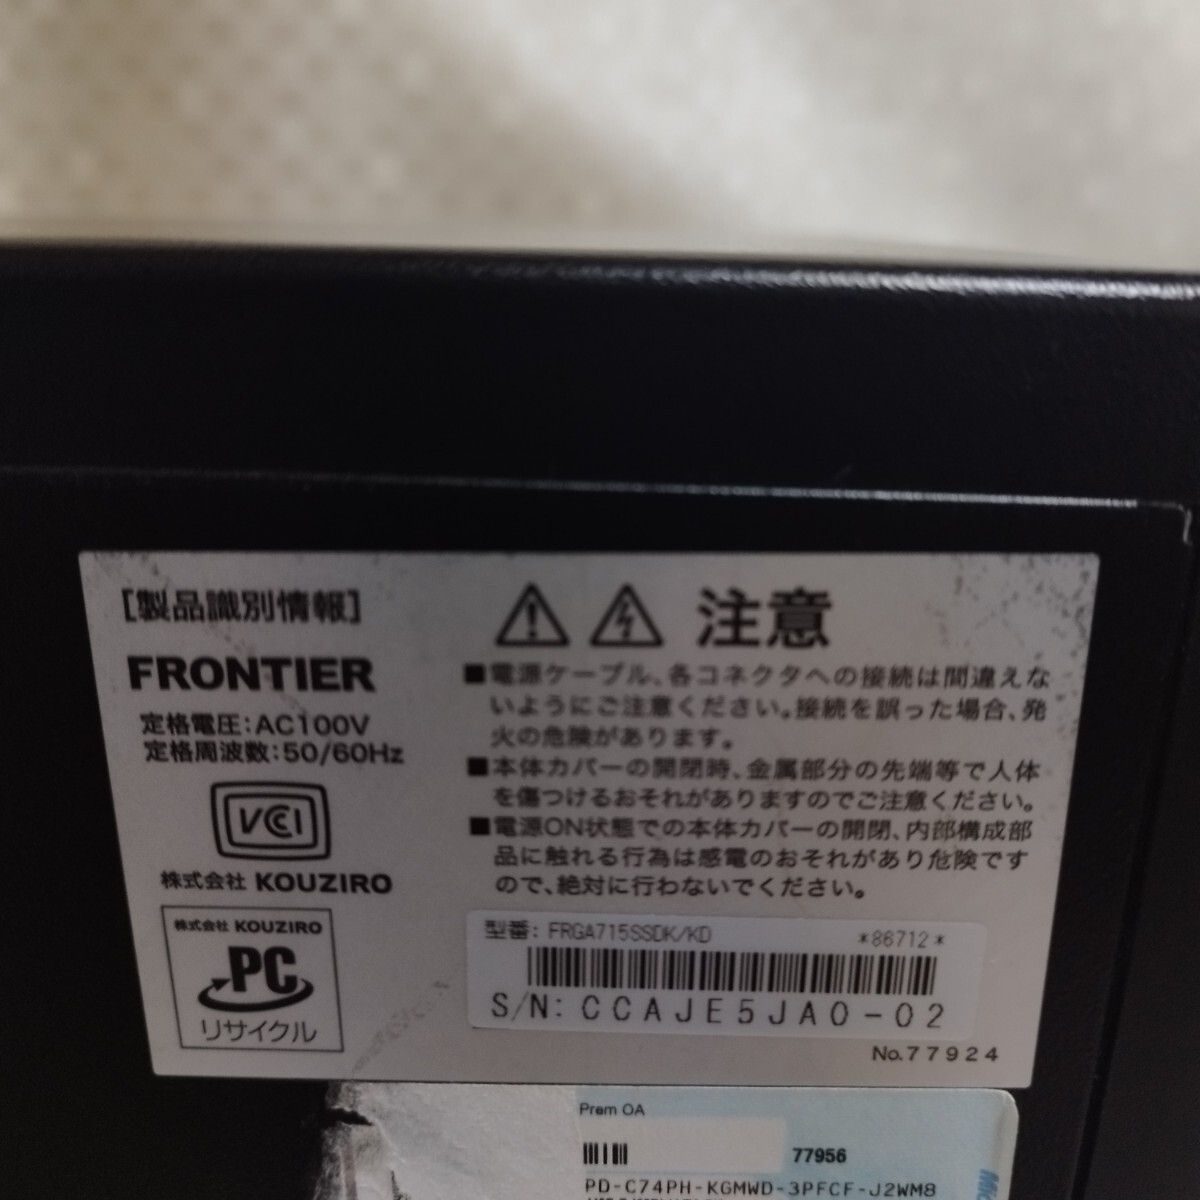 [製品識別情報]
FRONTIER
定格電圧:AC100V
定格周波数:50/60Hz
VCCI
株式会社 KOUZIRO
株式会社 KOUZIRO
PC
リサイクル
注意
■電源ケーブル、各コネクタへの接続は間違えな
いようにご注意ください。接続を誤った場合、発
火の危険があります。
■本体カバーの開閉時、金属部分の先端等で人体
を傷つけるおそれがありますのでご注意ください。
■電源ON状態での本体カバーの開閉、内部構成部
品に触れる行為は感電のおそれがあり危険です
ので、絶対に行わないでください。
型番: FRGA715SSDK/KD *86712*
S/N: CCAJE5JA0-02
No.77924
Prem OA
77956
PD-C74PH-KGMWD-3PFCF-J2WM8